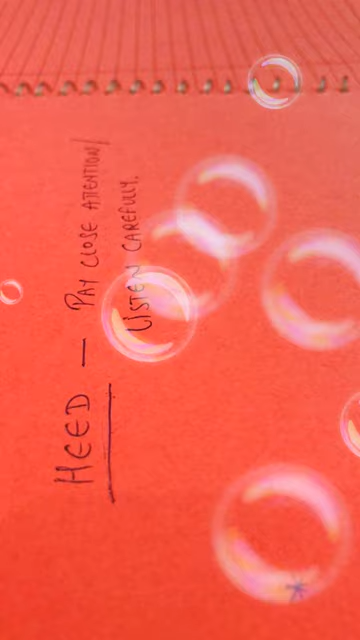 HEED — PAY CLOSE ATTENTION/
LISTEN CAREFULLY.